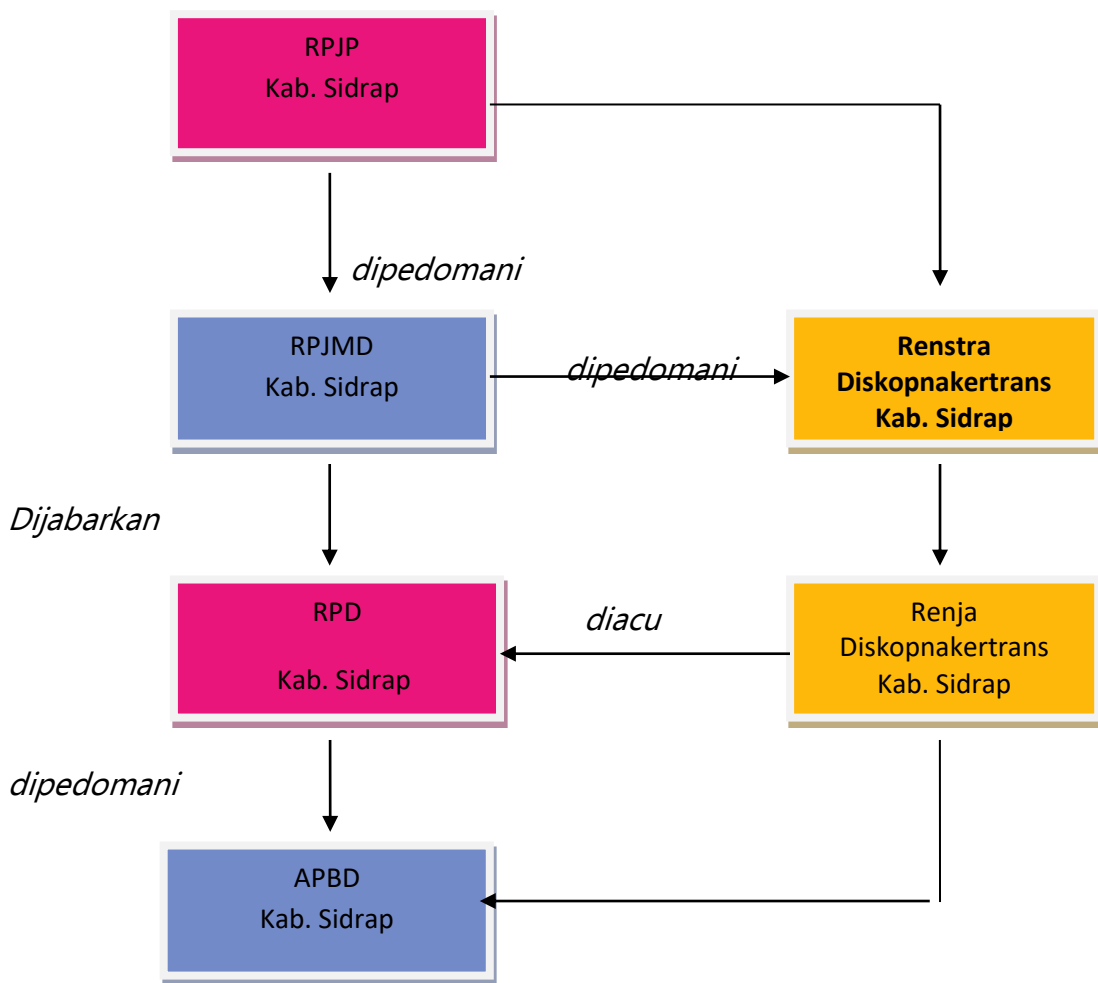 RPJP
Kab. Sidrap
dipedomani
RPJMD
Kab. Sidrap
dipedomani
Renstra
Diskopnakertrans
Kab. Sidrap
Dijabarkan
RPD
Kab. Sidrap
diacu
Renja
Diskopnakertrans
Kab. Sidrap
dipedomani
APBD
Kab. Sidrap